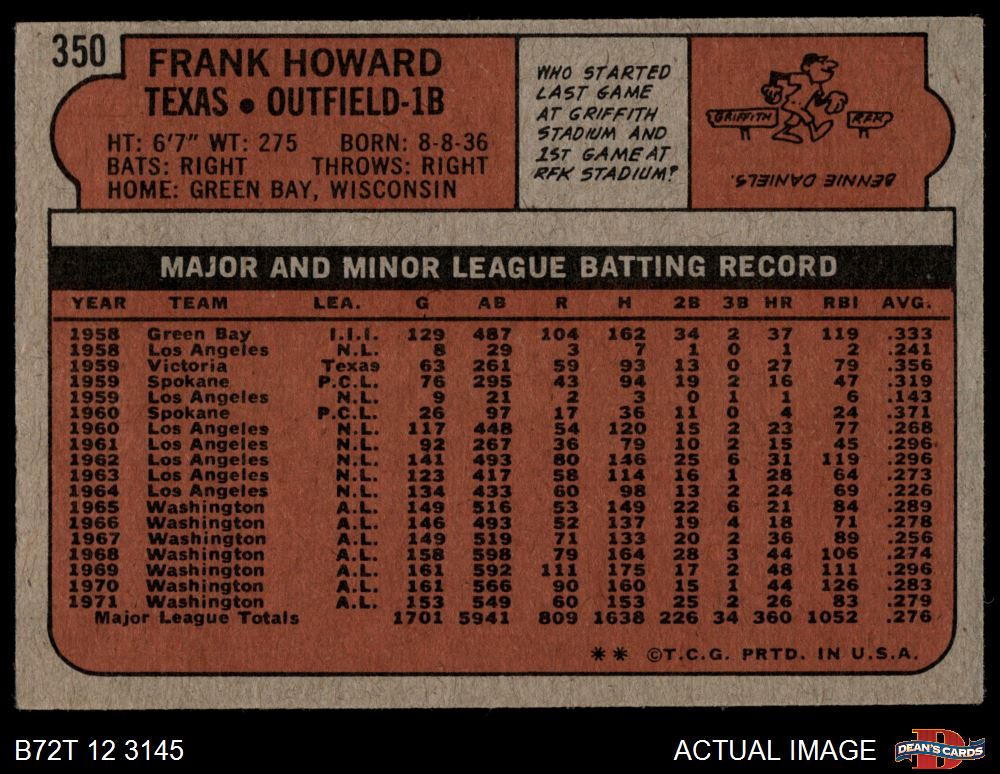 350
FRANK HOWARD
TEXAS • OUTFIELD-1B
HT: 6'7" WT: 275 BORN: 8-8-36
BATS: RIGHT THROWS: RIGHT
HOME: GREEN BAY, WISCONSIN
WHO STARTED
LAST GAME
AT GRIFFITH
STADIUM AND
1ST GAME AT
RFK STADIUM?
GRIFFITH
RFK
BENNIE DANIELS.
MAJOR AND MINOR LEAGUE BATTING RECORD
YEAR TEAM LEA. G AB R H 2B 3B HR RBI AVG.
1958 Green Bay I.I.I. 129 487 104 162 34 2 37 119 .333
1958 Los Angeles N.L. 8 29 3 7 1 0 1 2 .241
1959 Victoria Texas 63 261 59 93 13 0 27 79 .356
1959 Spokane P.C.L. 76 295 43 94 19 2 16 47 .319
1959 Los Angeles N.L. 9 21 2 3 0 1 1 6 .143
1960 Spokane P.C.L. 26 97 17 36 11 0 4 24 .371
1960 Los Angeles N.L. 117 448 54 120 15 2 23 77 .268
1961 Los Angeles N.L. 92 267 36 79 10 2 15 45 .296
1962 Los Angeles N.L. 141 493 80 146 25 6 31 119 .296
1963 Los Angeles N.L. 123 417 58 114 16 1 28 64 .273
1964 Los Angeles N.L. 134 433 60 98 13 2 24 69 .226
1965 Washington A.L. 149 516 53 149 22 6 21 84 .289
1966 Washington A.L. 146 493 52 137 19 4 18 71 .278
1967 Washington A.L. 149 519 71 133 20 2 36 89 .256
1968 Washington A.L. 158 598 79 164 28 3 44 106 .274
1969 Washington A.L. 161 592 111 175 17 2 48 111 .296
1970 Washington A.L. 161 566 90 160 15 1 44 126 .283
1971 Washington A.L. 153 549 60 153 25 2 26 83 .279
Major League Totals 1701 5941 809 1638 226 34 360 1052 .276
** ©T.C.G. PRTD. IN U.S.A.
B72T 12 3145
ACTUAL IMAGE
DEAN'S CARDS